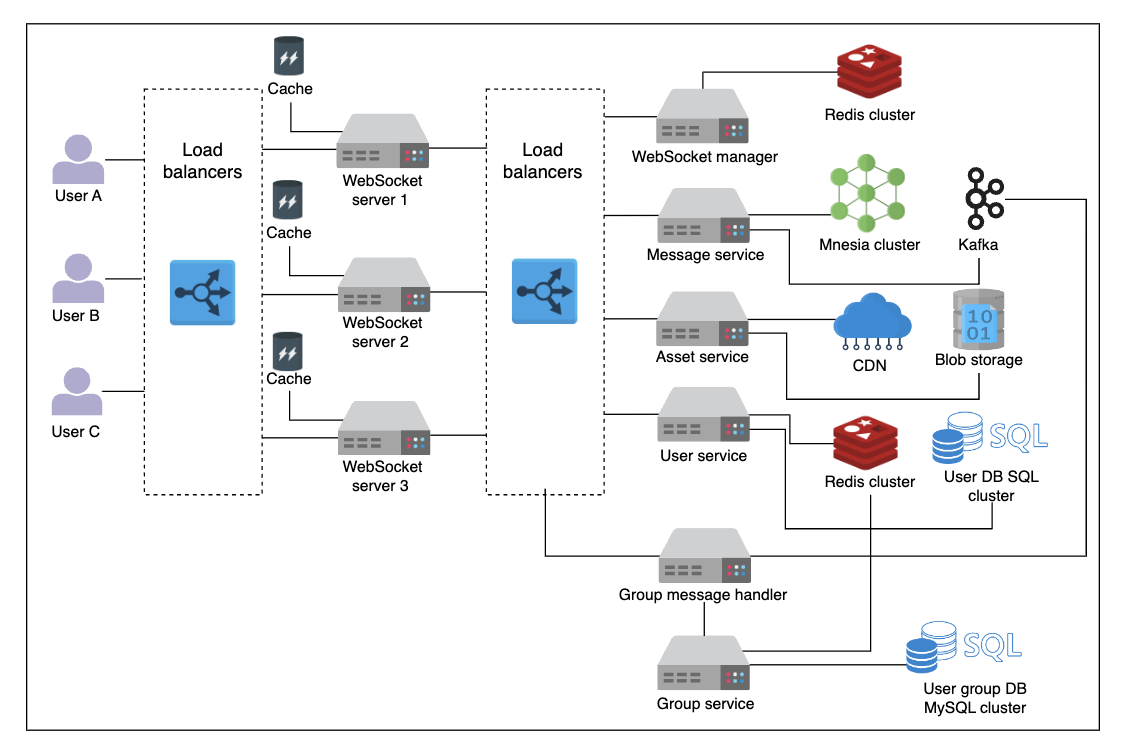 Cache
Load
balancers
User A
WebSocket
server 1
Cache
User B
WebSocket
server 2
Cache
User C
WebSocket
server 3
Load
balancers
WebSocket manager
Redis cluster
Message service
Mnesia cluster
Kafka
Asset service
CDN
10
01
Blob storage
User service
Redis cluster
SQL
User DB SQL
cluster
Group message handler
Group service
SQL
User group DB
MySQL cluster